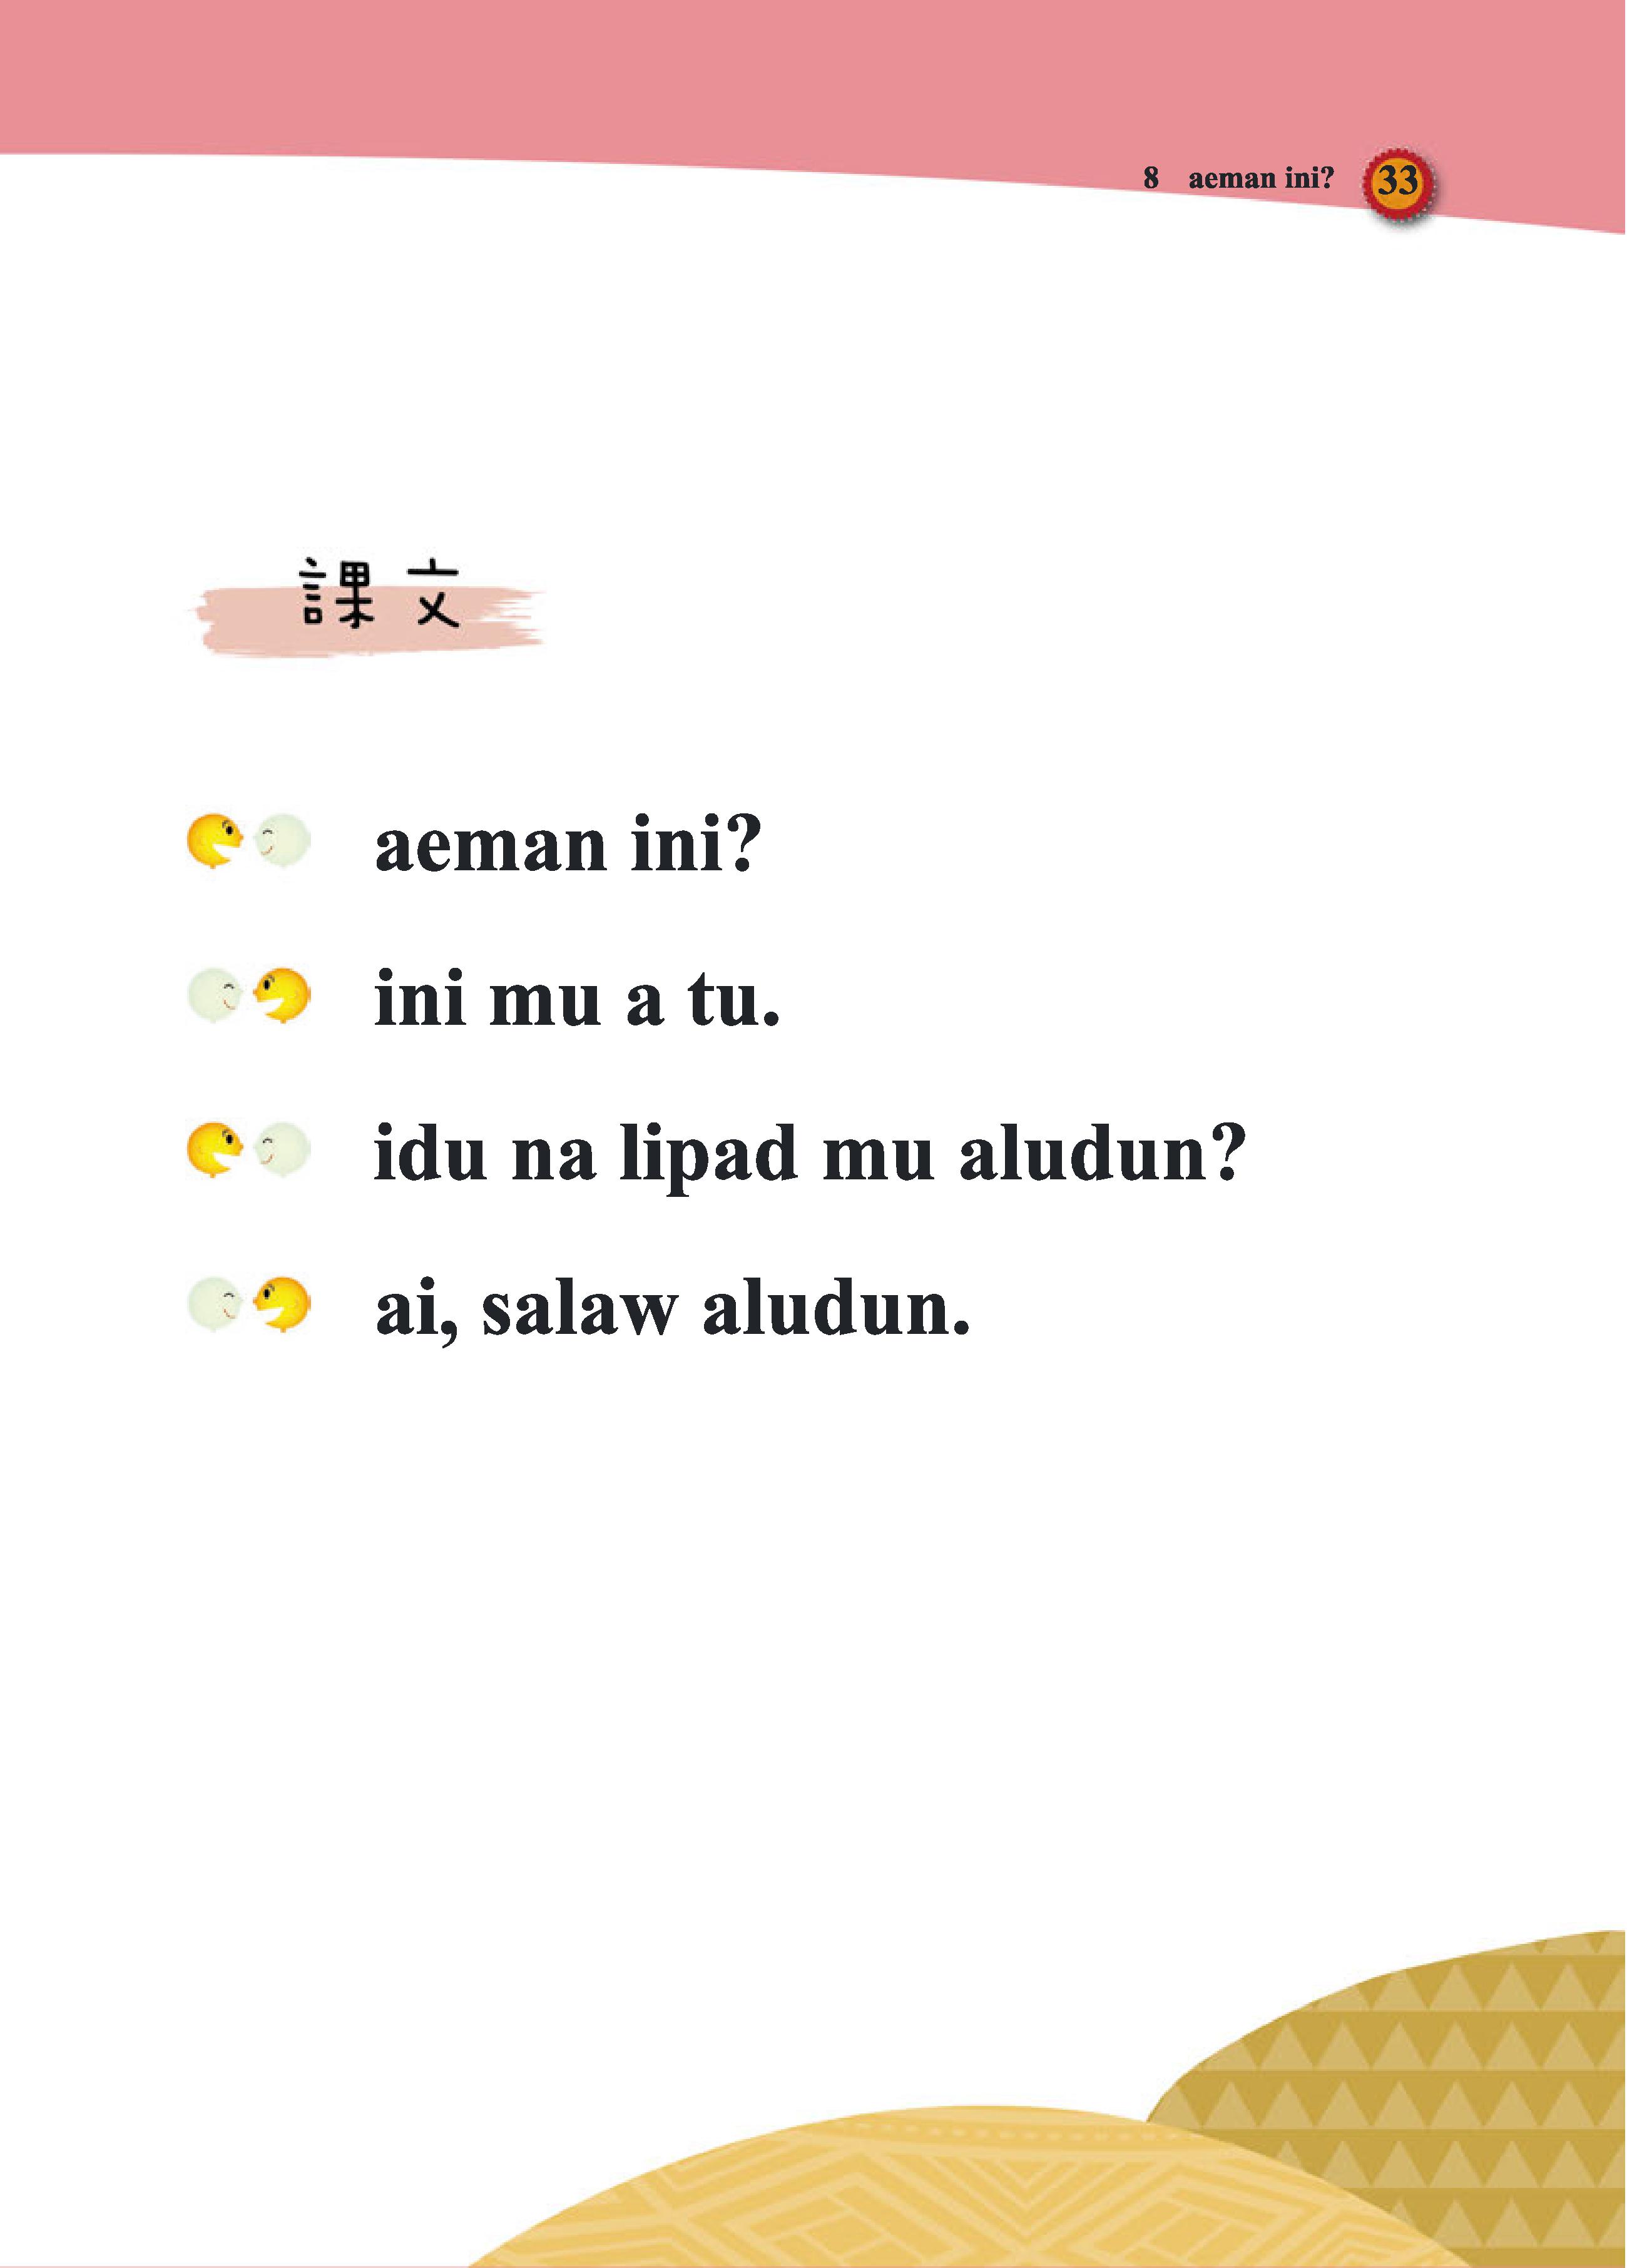 8 aeman ini? 33
課文
aeman ini?
ini mu a tu.
idu na lipad mu aludun?
ai, salaw aludun.